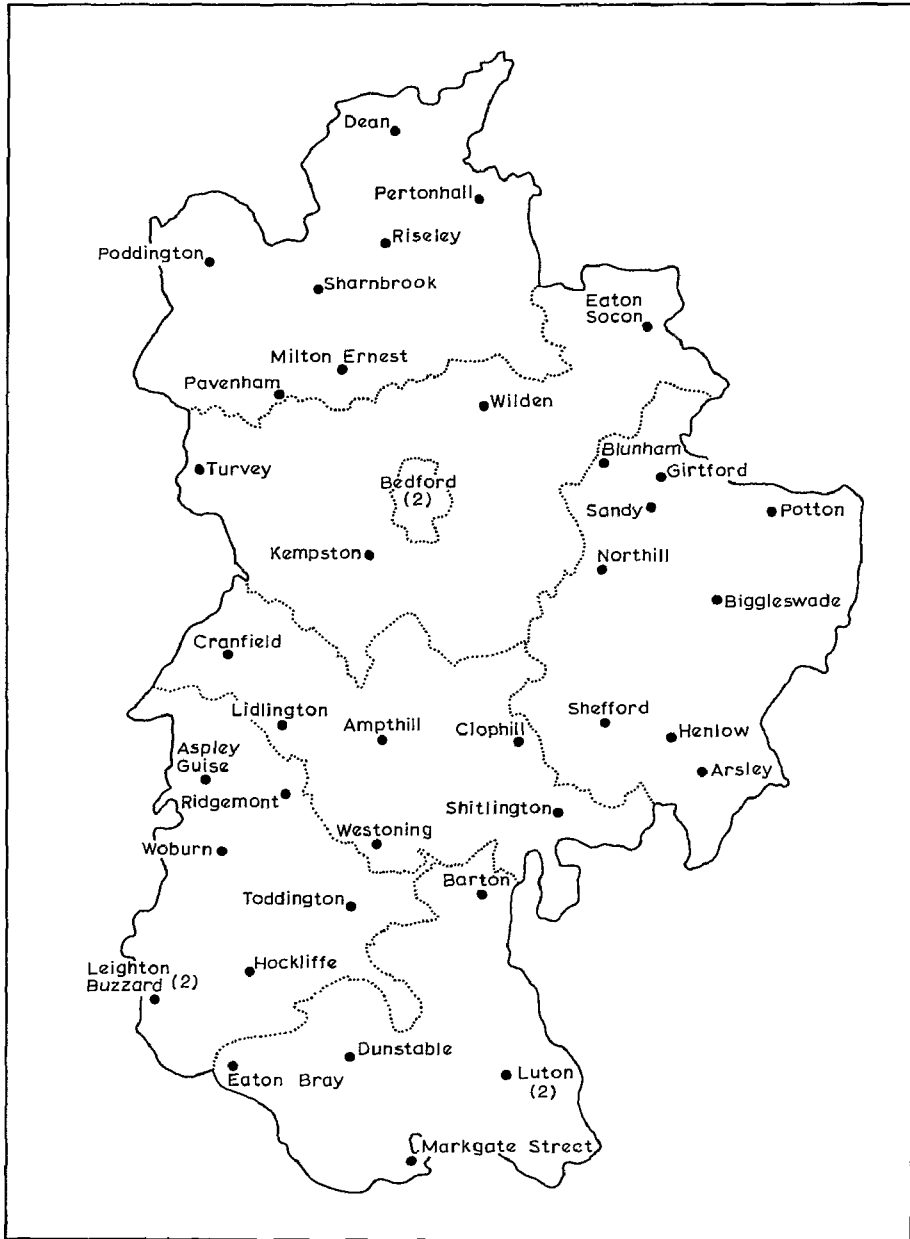 Dean
Pertonhall
Riseley
Poddington
Sharnbrook
Eaton
Socon
Milton Ernest
Pavenham
Wilden
Blunham
Turvey
Girtford
Bedford
(2)
Sandy
Potton
Kempston
Northill
Biggleswade
Cranfield
Lidlington
Ampthill
Clophill
Shefford
Henlow
Aspley
Guise
Arsley
Ridgemont
Shitlington
Westoning
Woburn
Barton
Toddington
Hockliffe
Leighton
Buzzard (2)
Dunstable
Eaton Bray
Luton
(2)
Markgate Street